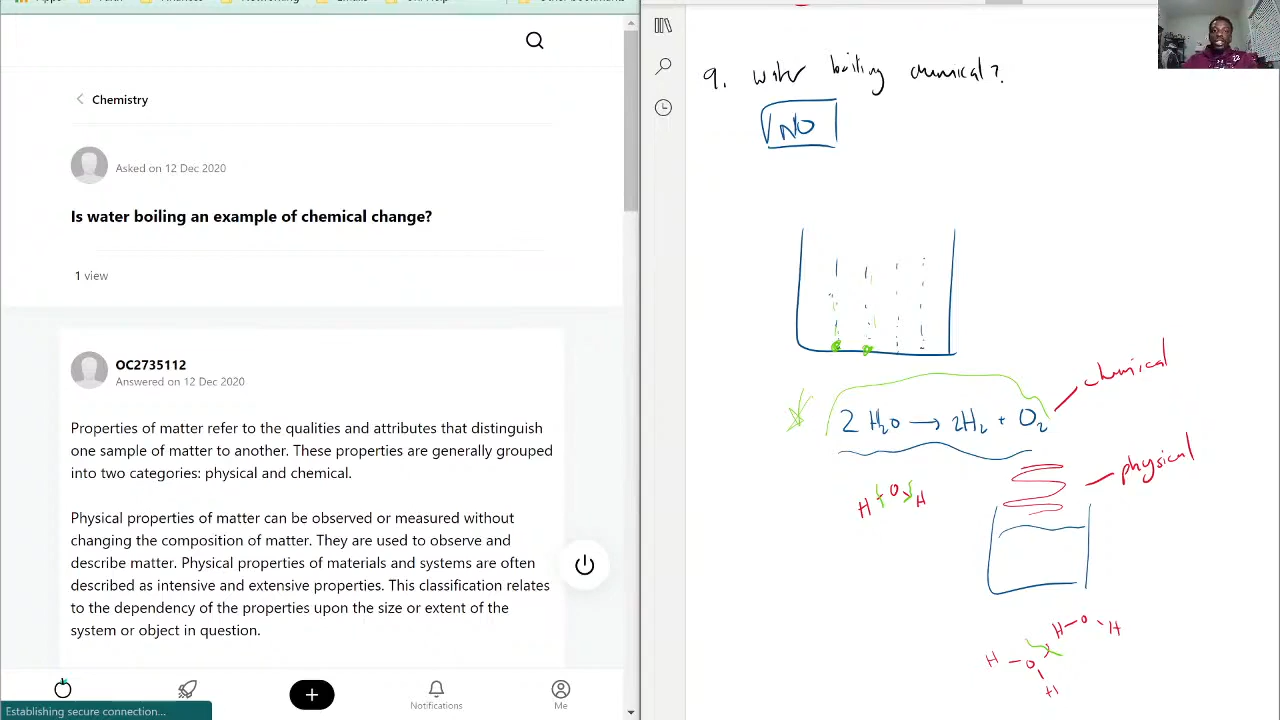 Search
Chemistry
Asked on 12 Dec 2020
Is water boiling an example of chemical change?
1 view
OC2735112
Answered on 12 Dec 2020
Properties of matter refer to the qualities and attributes that distinguish
one sample of matter to another. These properties are generally grouped
into two categories: physical and chemical.
Physical properties of matter can be observed or measured without
changing the composition of matter. They are used to observe and
describe matter. Physical properties of materials and systems are often
described as intensive and extensive properties. This classification relates
to the dependency of the properties upon the size or extent of the
system or object in question.
Notifications
Me
Establishing secure connection...
9. water boiling chemical?
NO
chemical
2 H₂O → 2H₂ + O₂
physical
H O H
H-O-H
H-O
H